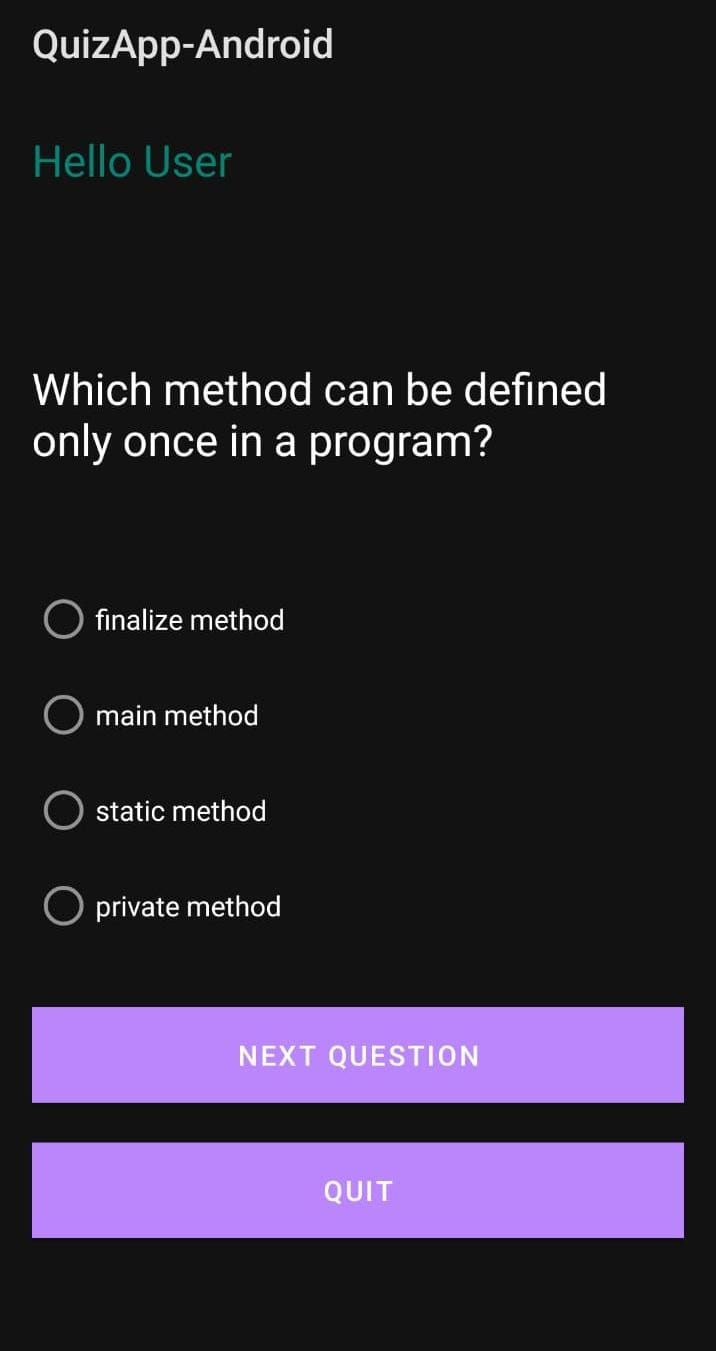 QuizApp-Android
Hello User
Which method can be defined
only once in a program?
finalize method
main method
static method
private method
NEXT QUESTION
QUIT